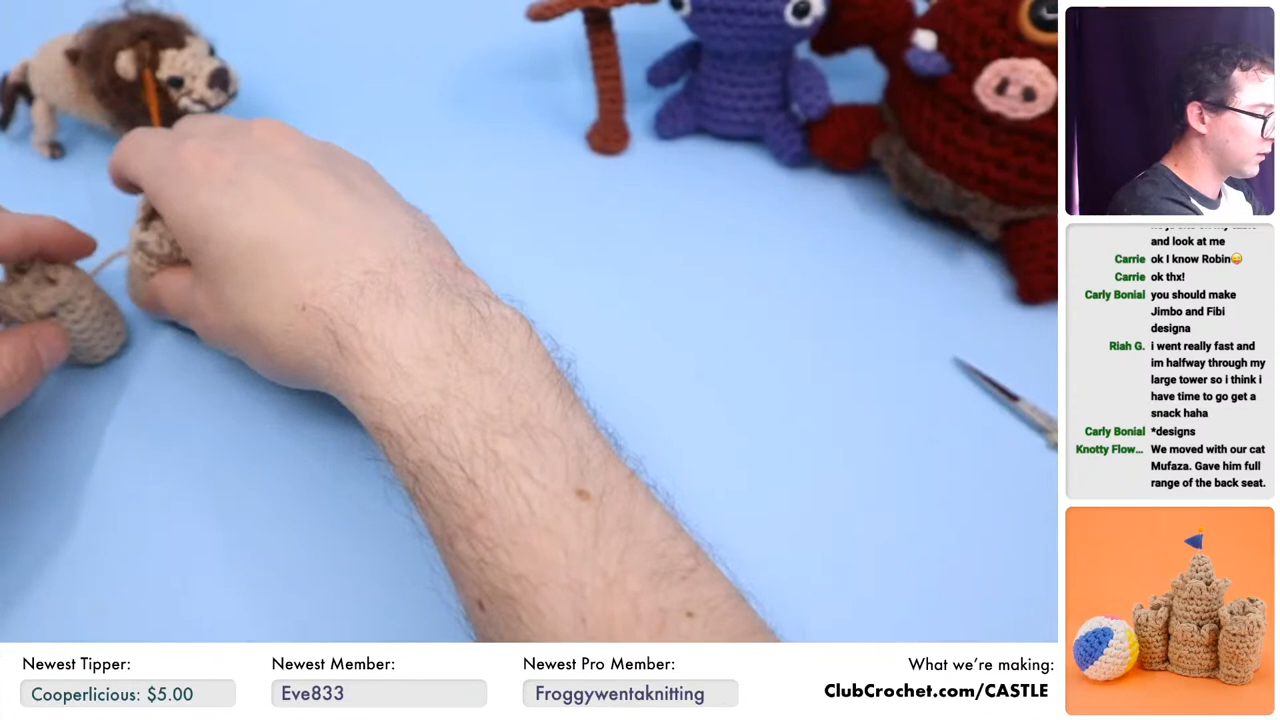 and look at me
Carrie ok I know Robin😜
Carrie ok thx!
Carly Bonial you should make
Jimbo and Fibi
designa
Riah G. i went really fast and
im halfway through my
large tower so i think i
have time to go get a
snack haha
Carly Bonial *designs
Knotty Flow... We moved with our cat
Mufaza. Gave him full
range of the back seat.
Newest Tipper:
Cooperlicious: $5.00
Newest Member:
Eve833
Newest Pro Member:
Froggywentaknitting
What we're making:
ClubCrochet.com/CASTLE